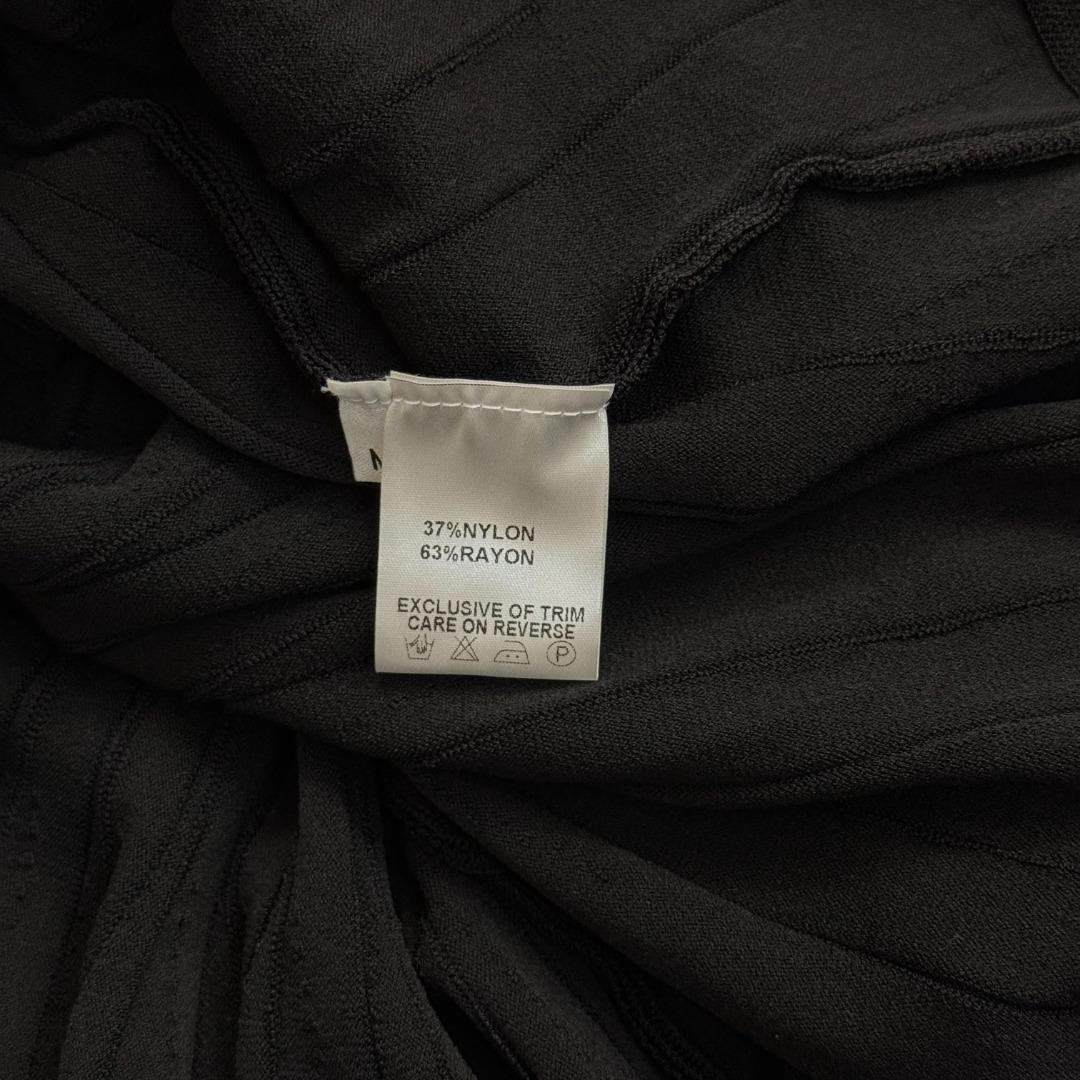 37%NYLON
63%RAYON
EXCLUSIVE OF TRIM
CARE ON REVERSE
P